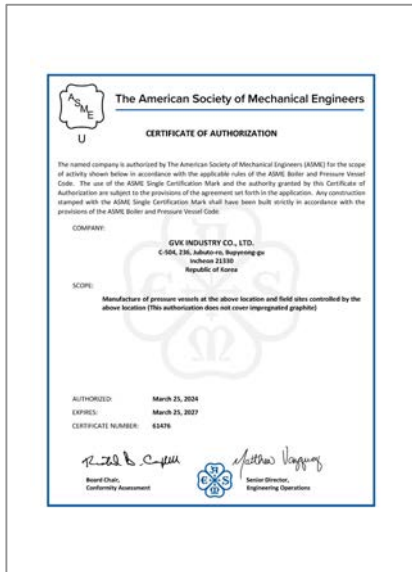 ASME
The American Society of Mechanical Engineers
U
CERTIFICATE OF AUTHORIZATION
The named company is authorized by The American Society of Mechanical Engineers (ASME) for the scope
of activity shown below in accordance with the applicable rules of the ASME Boiler and Pressure Vessel
Code. The use of the ASME Single Certification Mark and the authority granted by this Certificate of
Authorization are subject to the provisions of the agreement set forth in the application. Any construction
stamped with the ASME Single Certification Mark shall have been built strictly in accordance with the
provisions of the ASME Boiler and Pressure Vessel Code.
COMPANY:
GVK INDUSTRY CO., LTD.
C-504, 236, Jubuto-ro, Bupyeong-gu
Incheon 21330
Republic of Korea
SCOPE:
Manufacture of pressure vessels at the above location and field sites controlled by the
above location (This authorization does not cover impregnated graphite)
AUTHORIZED: March 25, 2024
EXPIRES: March 25, 2027
CERTIFICATE NUMBER: 61476
Board Chair,
Conformity Assessment
ASME
Senior Director,
Engineering Operations